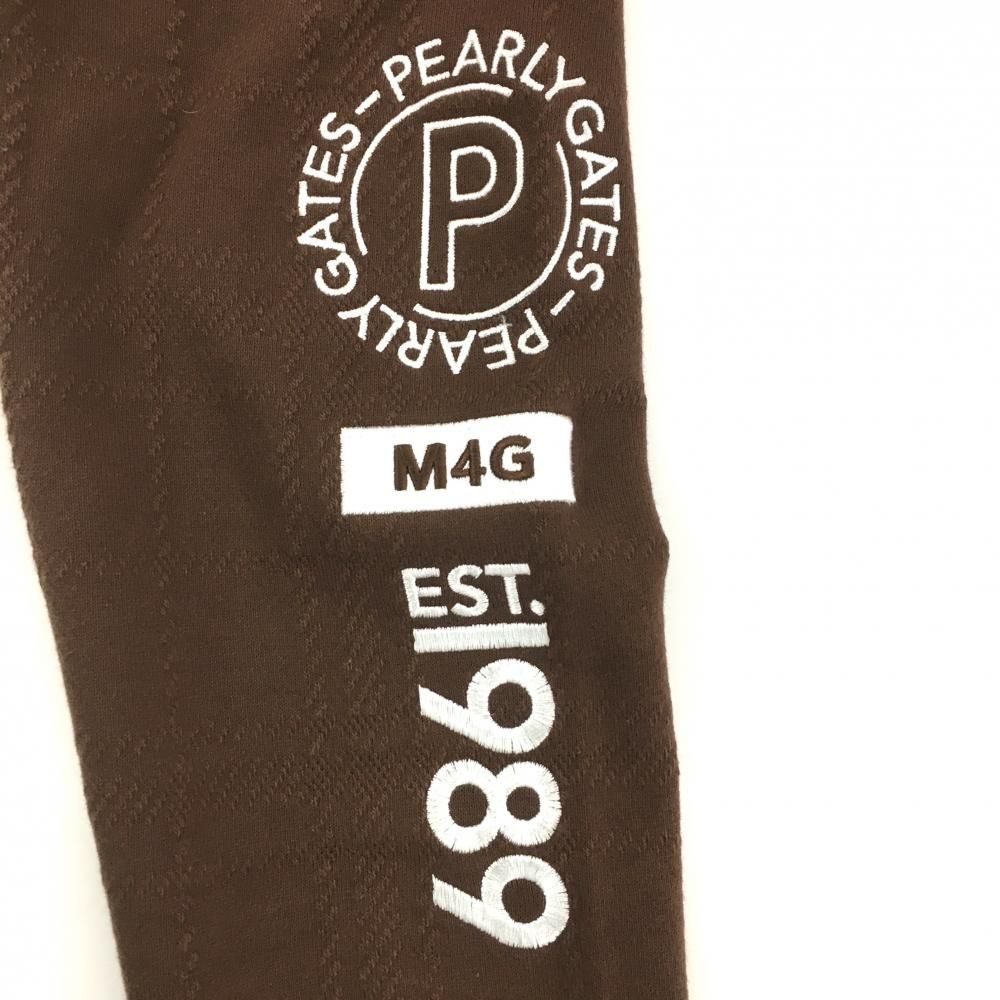 PEARLY GATES - PEARLY GATES -
P
M4G
EST.
1989